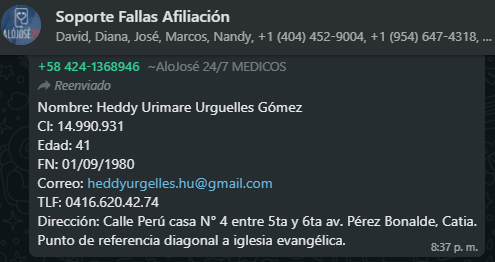 Soporte Fallas Afiliación
David, Diana, José, Marcos, Nandy, +1 (404) 452-9004, +1 (954) 647-4318, ...
ALÓJOSÉ
+58 424-1368946 ~AloJosé 24/7 MEDICOS
Reenviado
Nombre: Heddy Urimare Urguelles Gómez
CI: 14.990.931
Edad: 41
FN: 01/09/1980
Correo: heddyurgelles.hu@gmail.com
TLF: 0416.620.42.74
Dirección: Calle Perú casa N° 4 entre 5ta y 6ta av. Pérez Bonalde, Catia.
Punto de referencia diagonal a iglesia evangélica.
8:37 p. m.